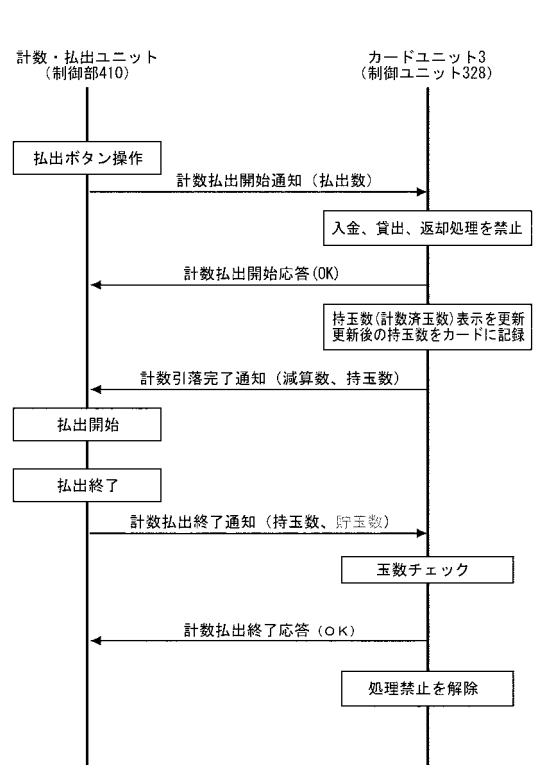 計数・払出ユニット
(制御部410)
カードユニット3
(制御ユニット328)
払出ボタン操作
計数払出開始通知 (払出数)
入金、貸出、返却処理を禁止
計数払出開始応答(OK)
持玉数(計数済玉数)表示を更新
更新後の持玉数をカードに記録
計数引落完了通知 (減算数、持玉数)
払出開始
払出終了
計数払出終了通知 (持玉数、貯玉数)
玉数チェック
計数払出終了応答 (OK)
処理禁止を解除